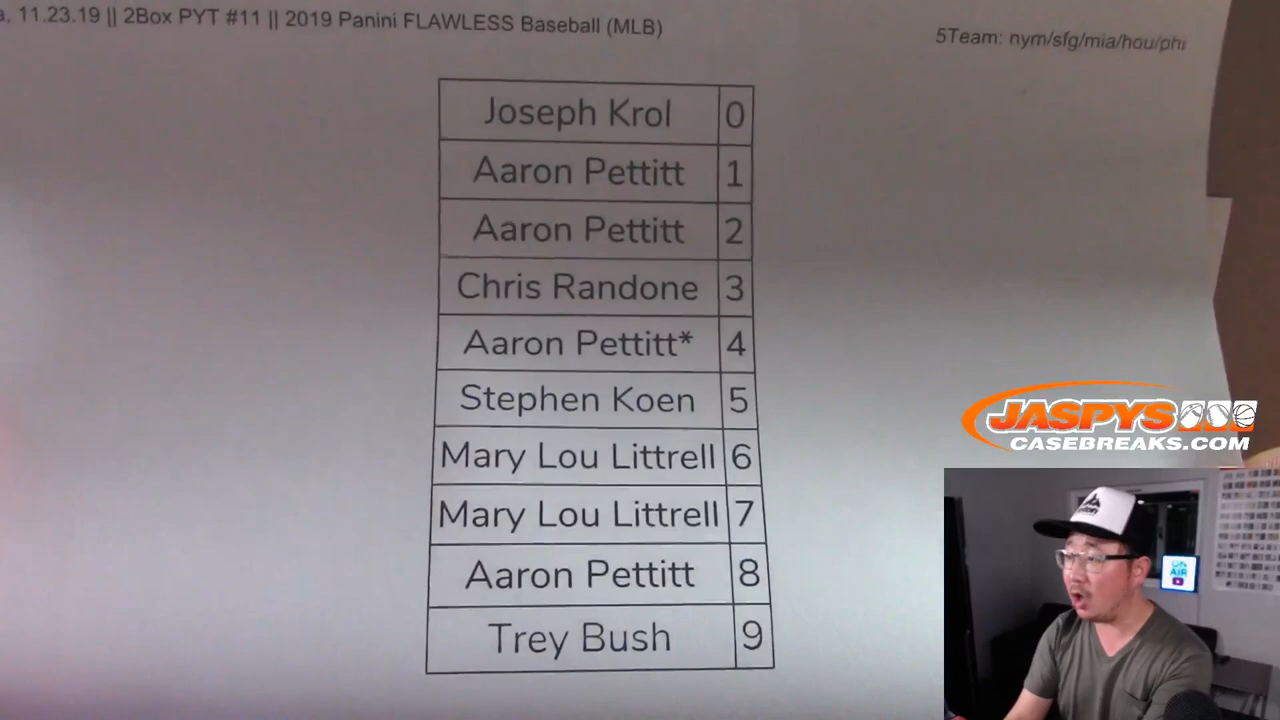 11.23.19 || 2Box PYT #11 || 2019 Panini FLAWLESS Baseball (MLB)
5Team: nym/sfg/mia/hou/phi
Joseph Krol 0
Aaron Pettitt 1
Aaron Pettitt 2
Chris Randone 3
Aaron Pettitt* 4
Stephen Koen 5
Mary Lou Littrell 6
Mary Lou Littrell 7
Aaron Pettitt 8
Trey Bush 9
JASPYS
CASEBREAKS.COM
ON
AIR